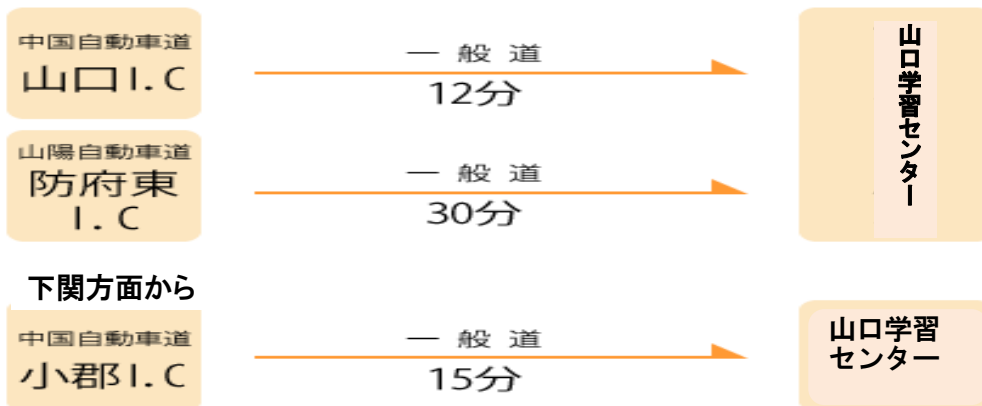 中国自動車道
山口I.C
一般道
12分
山陽自動車道
防府東
I.C
一般道
30分
山口学習センター
下関方面から
中国自動車道
小郡I.C
一般道
15分
山口学習
センター